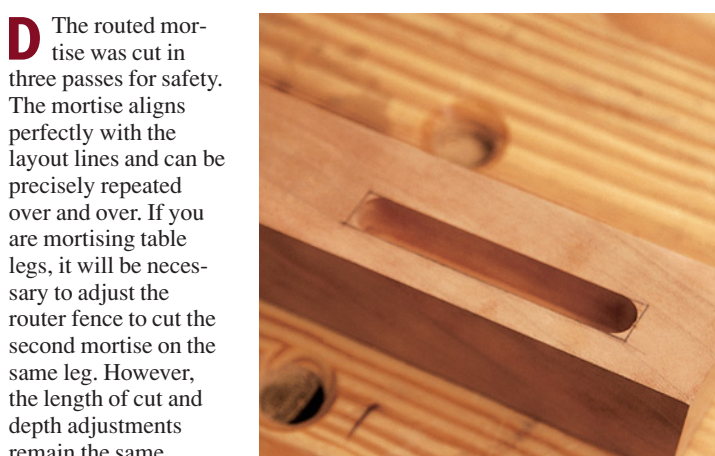 D The routed mor-
tise was cut in
three passes for safety.
The mortise aligns
perfectly with the
layout lines and can be
precisely repeated
over and over. If you
are mortising table
legs, it will be neces-
sary to adjust the
router fence to cut the
second mortise on the
same leg. However,
the length of cut and
depth adjustments
remain the same